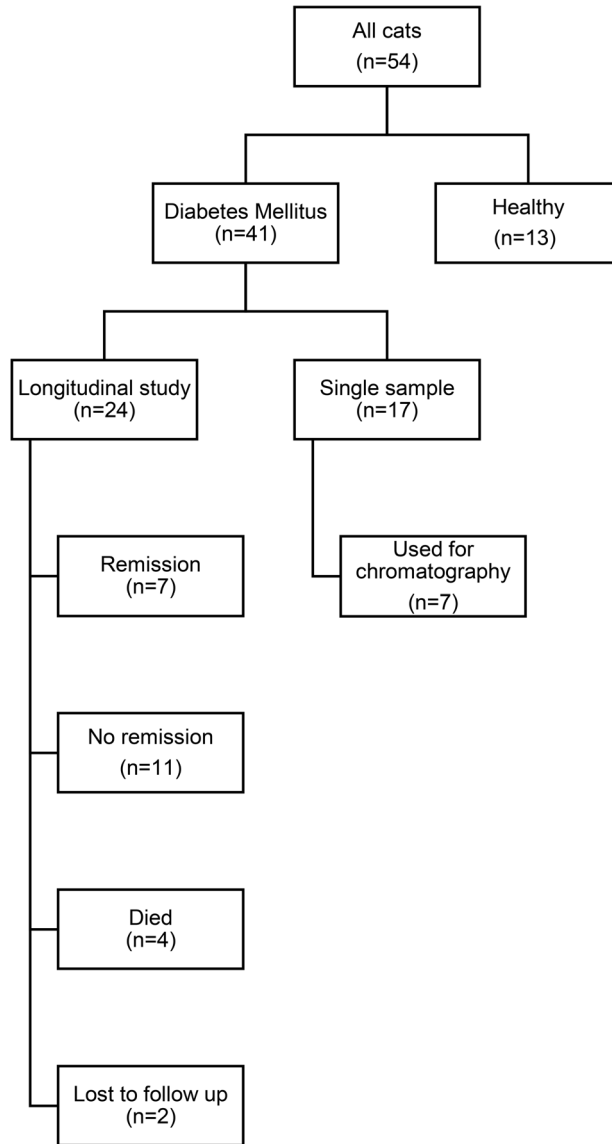 All cats
(n=54)
Diabetes Mellitus
(n=41)
Healthy
(n=13)
Longitudinal study
(n=24)
Single sample
(n=17)
Remission
(n=7)
Used for
chromatography
(n=7)
No remission
(n=11)
Died
(n=4)
Lost to follow up
(n=2)